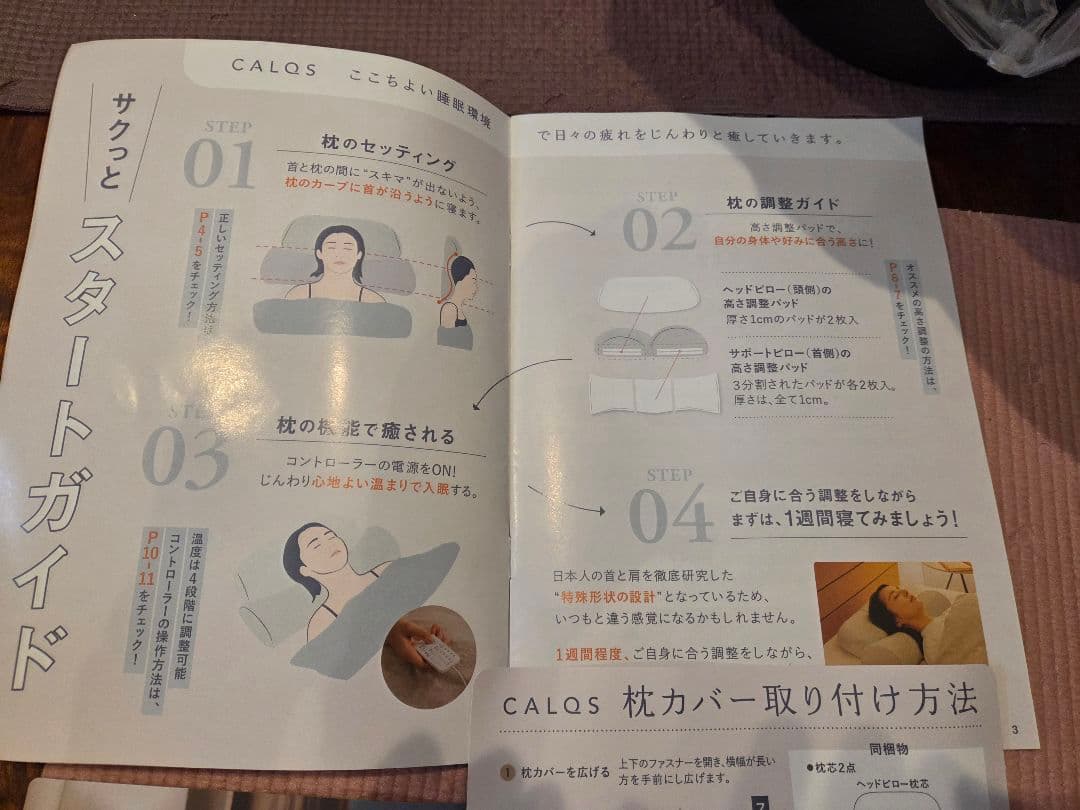 サクっと
スタートガイド
CALQS ここちよい睡眠環境
で日々の疲れをじんわりと癒していきます。
STEP
01
枕のセッティング
首と枕の間に“スキマ”が出ないよう、
枕のカーブに首が沿うように寝ます。
正しいセッティング方法は、
P4-5をチェック！
STEP
02
枕の調整ガイド
高さ調整パッドで、
自分の身体や好みに合う高さに！
ヘッドピロー（頭側）の
高さ調整パッド
厚さ1cmのパッドが2枚入
サポートピロー（首側）の
高さ調整パッド
3分割されたパッドが各2枚入。
厚さは、全て1cm。
オススメの高さ調整の方法は、
P6-7をチェック！
STEP
03
枕の機能で癒される
コントローラーの電源をON！
じんわり心地よい温まりで入眠する。
温度は4段階に調整可能
コントローラーの操作方法は、
P10-11をチェック！
STEP
04
ご自身に合う調整をしながら
まずは、1週間寝てみましょう！
日本人の首と肩を徹底研究した
“特殊形状の設計”となっているため、
いつもと違う感覚になるかもしれません。
1週間程度、ご自身に合う調整をしながら、
3
CALQS 枕カバー取り付け方法
1 枕カバーを広げる
上下のファスナーを開き、横幅が長い
方を手前にし広げます。
同梱物
●枕芯2点
ヘッドピロー枕芯